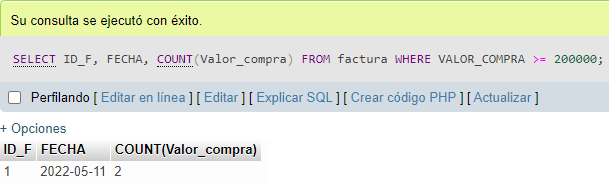 Su consulta se ejecutó con éxito.
SELECT ID_F, FECHA, COUNT(Valor_compra) FROM factura WHERE VALOR_COMPRA >= 200000;
Perfilando [ Editar en línea ] [ Editar ] [ Explicar SQL ] [ Crear código PHP ] [ Actualizar ]
+ Opciones
ID_F FECHA COUNT(Valor_compra)
1 2022-05-11 2